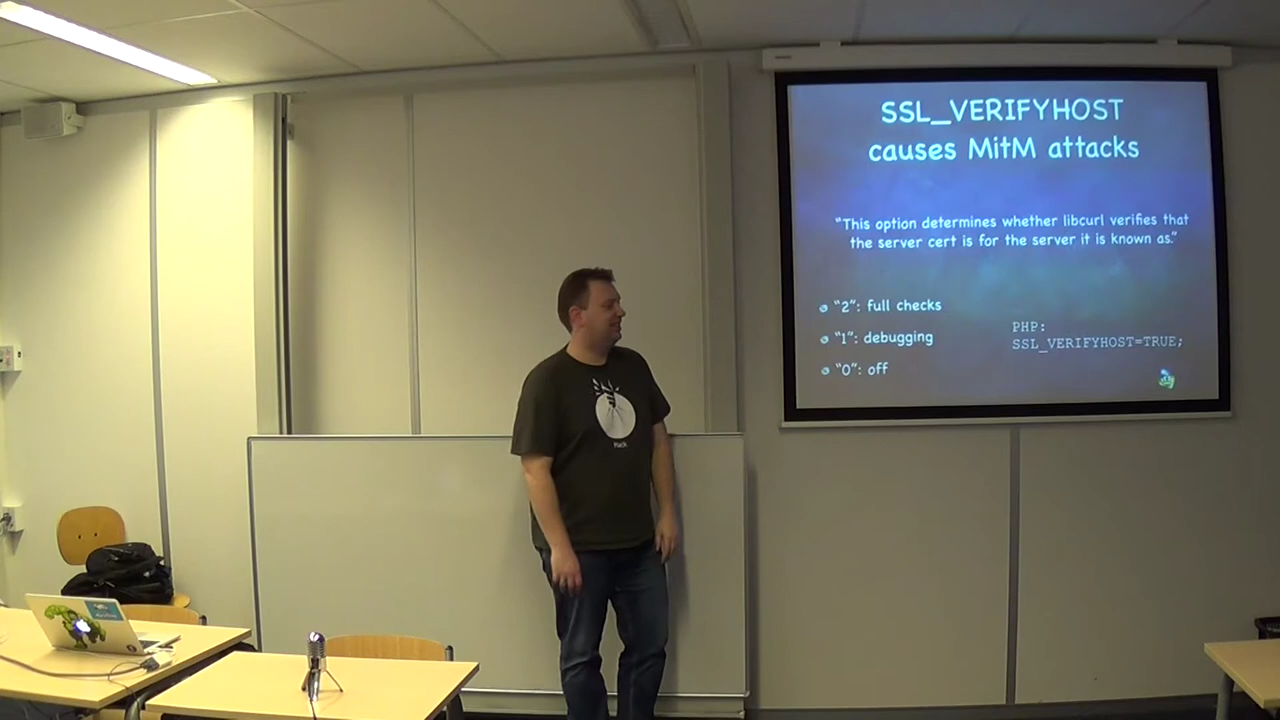 SSL_VERIFYHOST
causes MitM attacks
“This option determines whether libcurl verifies that
the server cert is for the server it is known as.”
“2”: full checks
“1”: debugging
“0”: off
PHP:
SSL_VERIFYHOST=TRUE;